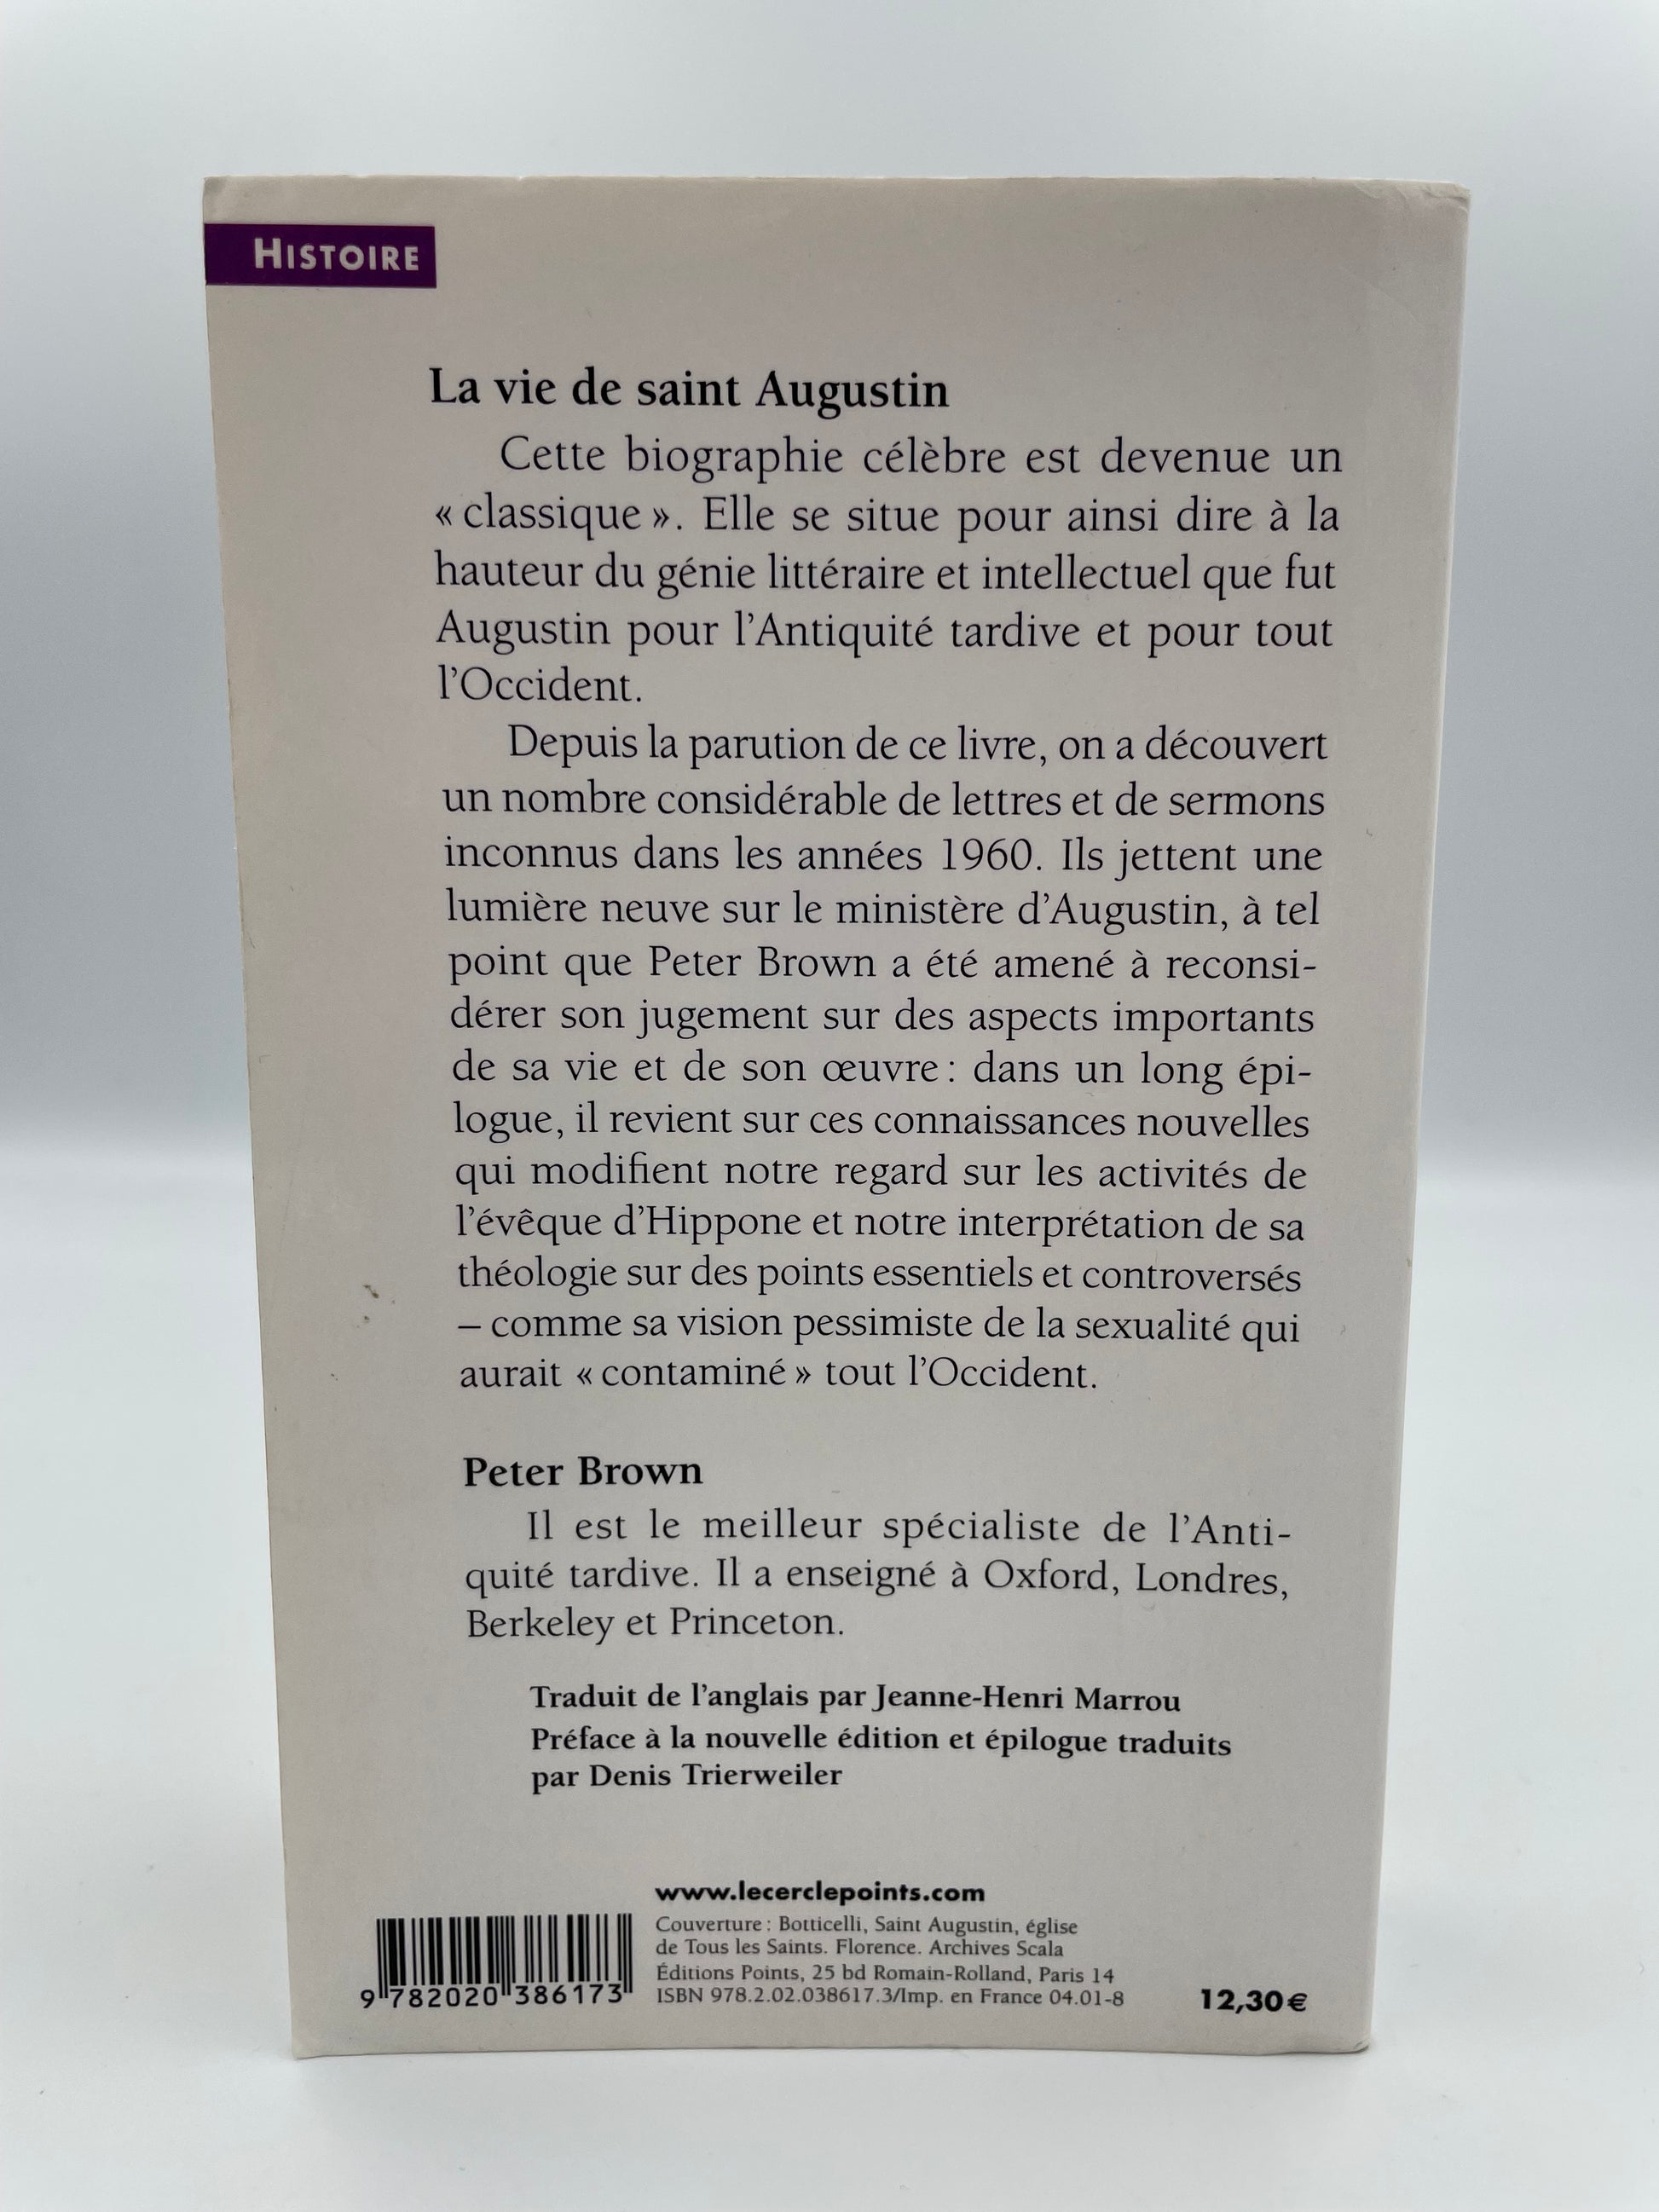 HISTOIRE
La vie de saint Augustin
Cette biographie célèbre est devenue un
« classique ». Elle se situe pour ainsi dire à la
hauteur du génie littéraire et intellectuel que fut
Augustin pour l'Antiquité tardive et pour tout
l'Occident.
Depuis la parution de ce livre, on a découvert
un nombre considérable de lettres et de sermons
inconnus dans les années 1960. Ils jettent une
lumière neuve sur le ministère d'Augustin, à tel
point que Peter Brown a été amené à reconsi-
dérer son jugement sur des aspects importants
de sa vie et de son œuvre : dans un long épi-
logue, il revient sur ces connaissances nouvelles
qui modifient notre regard sur les activités de
l'évêque d'Hippone et notre interprétation de sa
théologie sur des points essentiels et controversés
– comme sa vision pessimiste de la sexualité qui
aurait « contaminé » tout l'Occident.
Peter Brown
Il est le meilleur spécialiste de l'Anti-
quité tardive. Il a enseigné à Oxford, Londres,
Berkeley et Princeton.
Traduit de l'anglais par Jeanne-Henri Marrou
Préface à la nouvelle édition et épilogue traduits
par Denis Trierweiler
www.lecerclepoints.com
Couverture : Botticelli, Saint Augustin, église
de Tous les Saints. Florence. Archives Scala
Éditions Points, 25 bd Romain-Rolland, Paris 14
ISBN 978.2.02.038617.3/Imp. en France 04.01-8
9 782020 386173
12,30 €